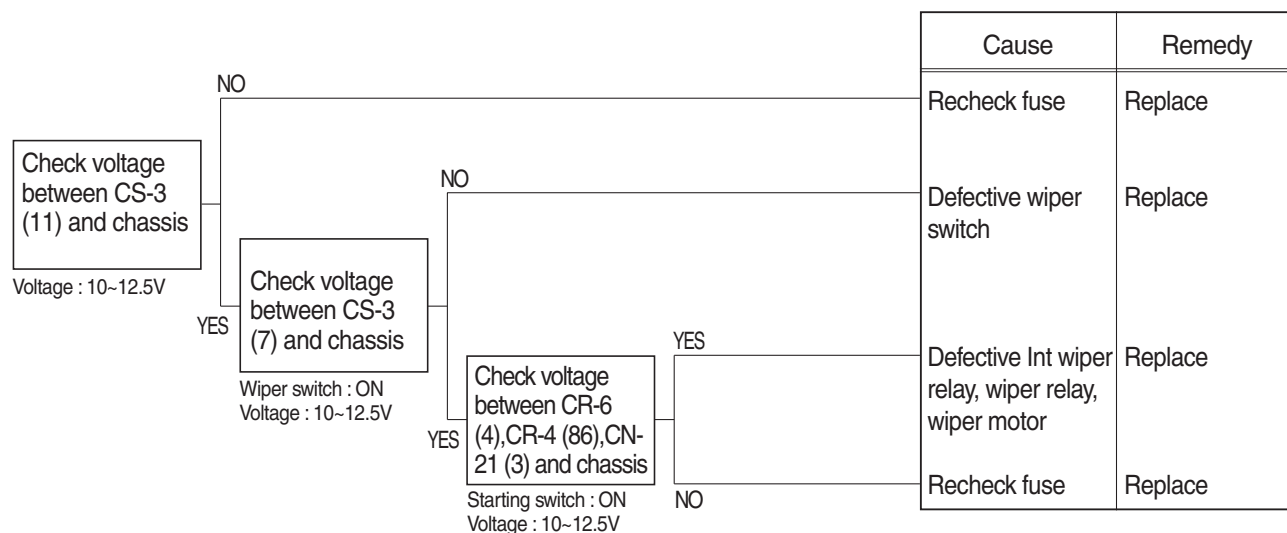 Cause
Remedy
NO
Recheck fuse
Replace
Check voltage
between CS-3
(11) and chassis
Voltage : 10~12.5V
NO
Defective wiper
switch
Replace
YES
Check voltage
between CS-3
(7) and chassis
Wiper switch : ON
Voltage : 10~12.5V
YES
Defective Int wiper
relay, wiper relay,
wiper motor
Replace
YES
Check voltage
between CR-6
(4),CR-4 (86),CN-
21 (3) and chassis
Starting switch : ON
Voltage : 10~12.5V
NO
Recheck fuse
Replace